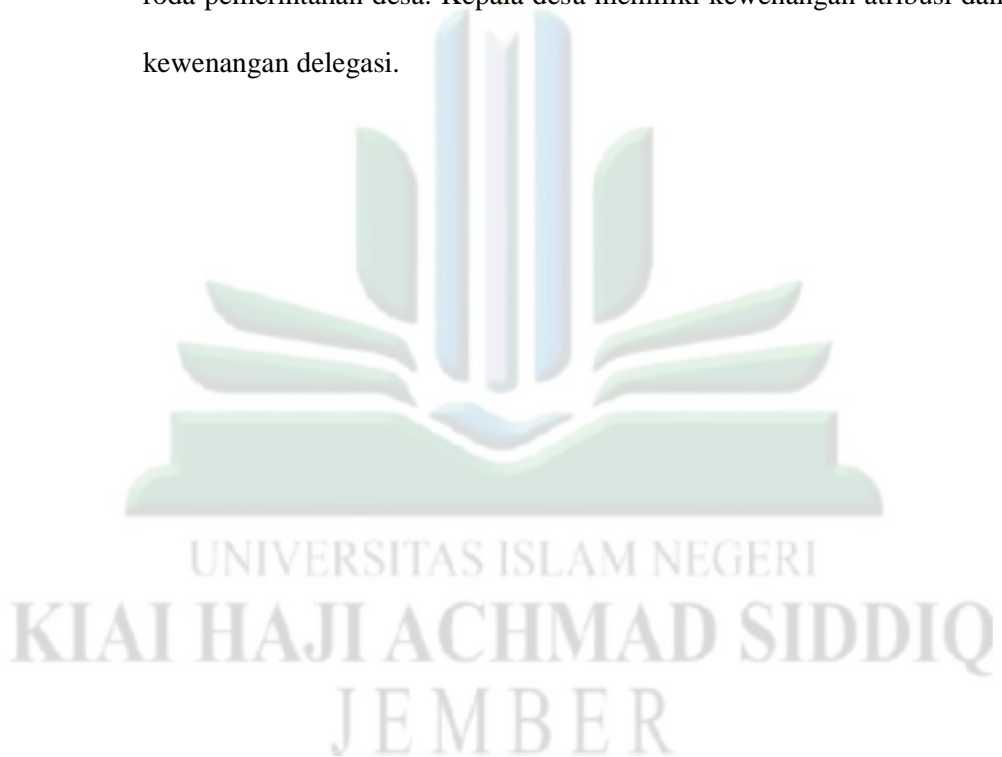 roda pemerintahan desa. Kepala desa memiliki kewenangan atribusi dan
kewenangan delegasi.
UNIVERSITAS ISLAM NEGERI
KIAI HAJI ACHMAD SIDDIQ
JEMBER